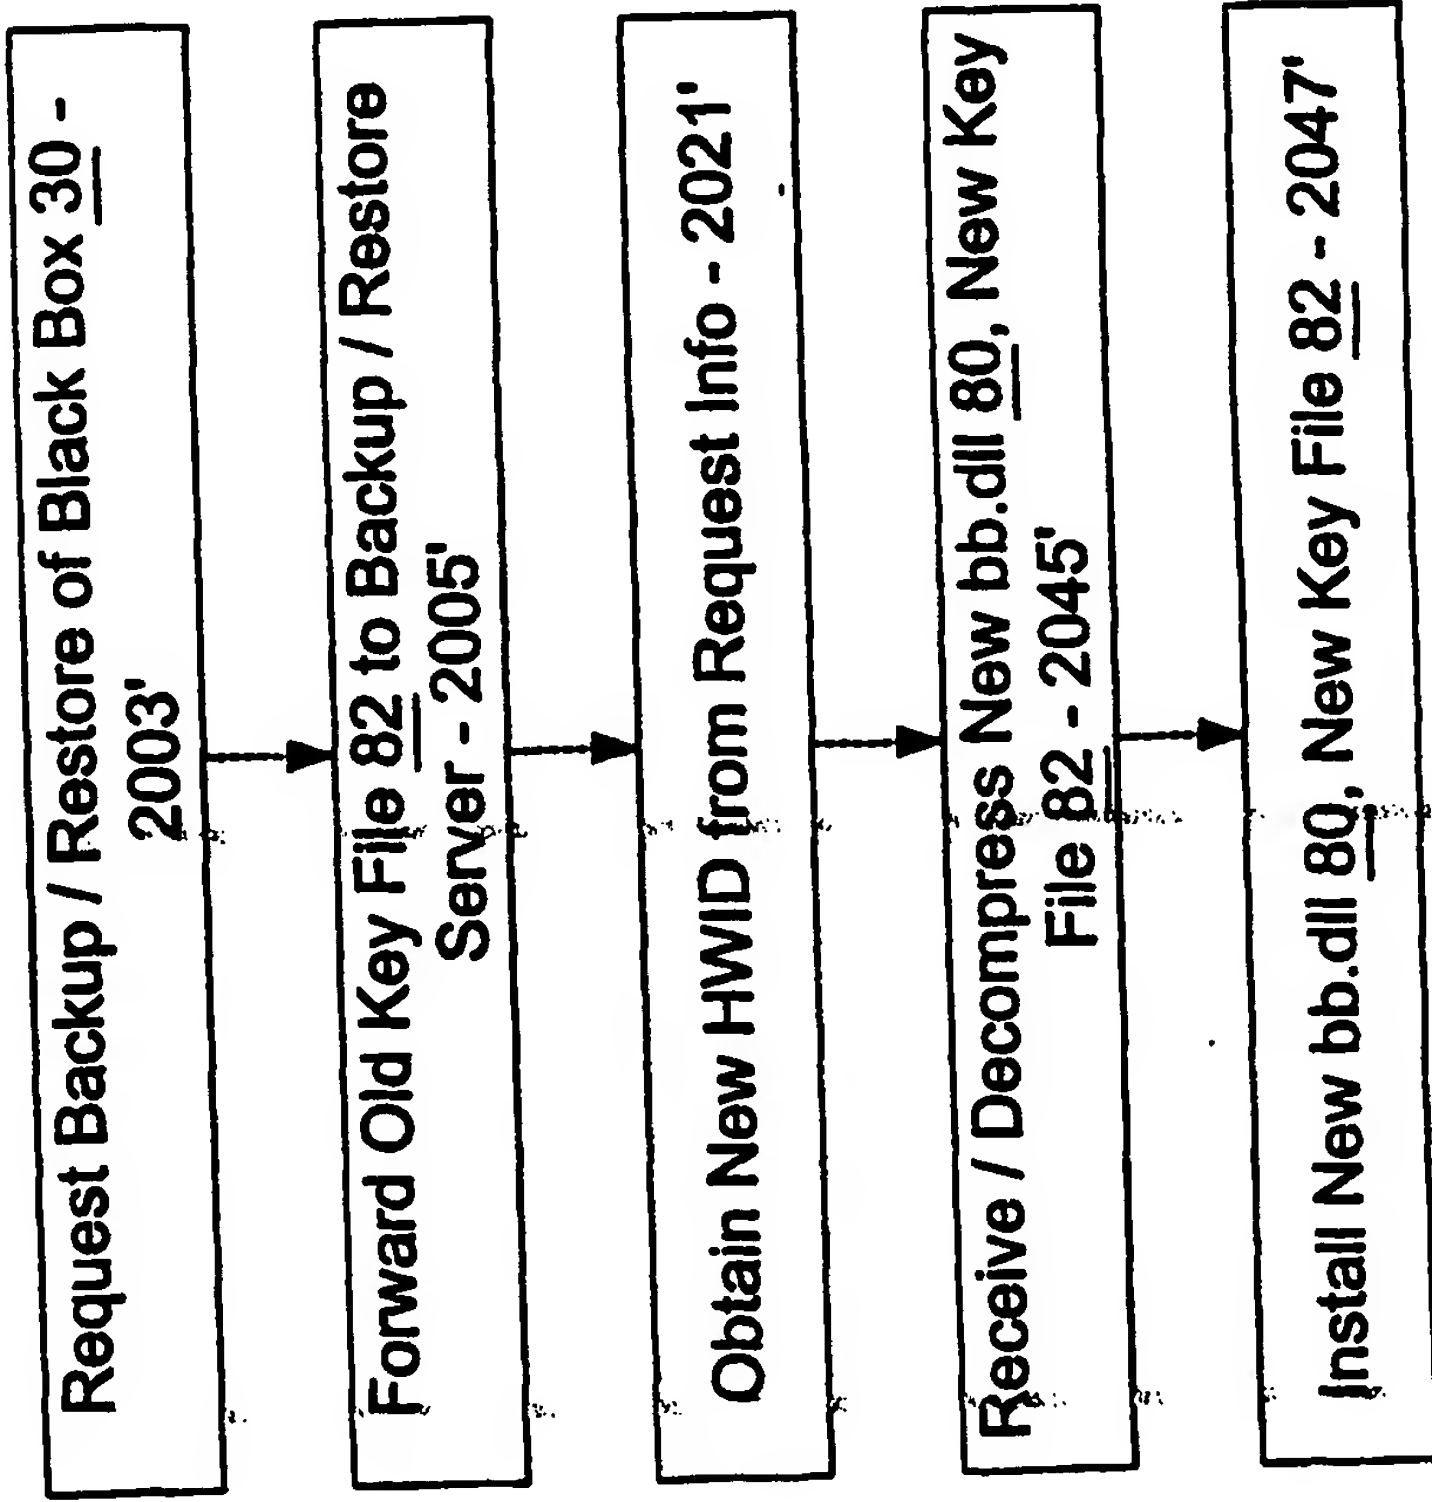 Request Backup / Restore of Black Box 30 -
2003'
Forward Old Key File 82 to Backup / Restore
Server - 2005'
Obtain New HWID from Request Info - 2021'
Receive / Decompress New bb.dll 80, New Key
File 82 - 2045'
Install New bb.dll 80, New Key File 82 - 2047'